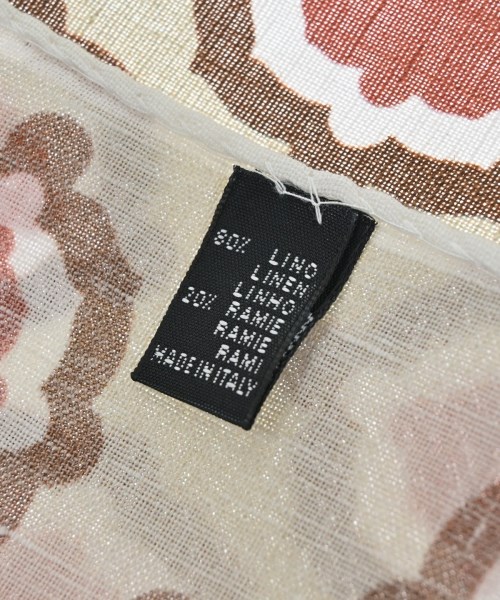 80% LINO
LINEN
LINHO
20% RAMIE
RAMIE
RAMI
MADE IN ITALY